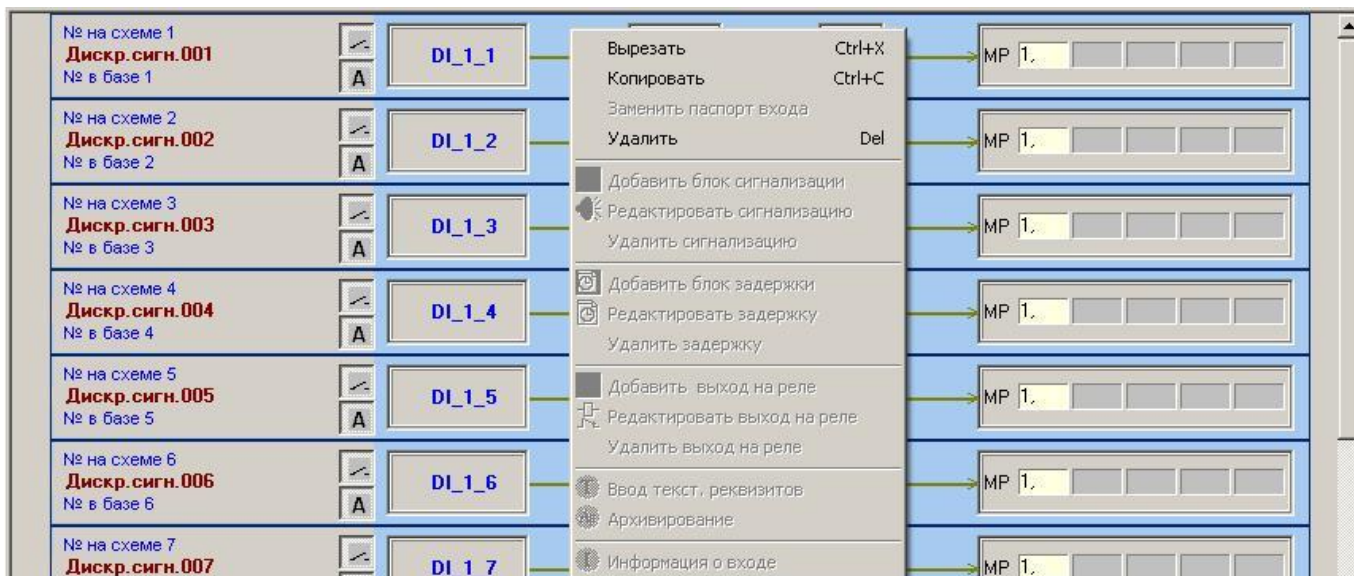 № на схеме 1
Дискр.сигн.001
№ в базе 1
A
DI_1_1
MP 1,
№ на схеме 2
Дискр.сигн.002
№ в базе 2
A
DI_1_2
MP 1,
№ на схеме 3
Дискр.сигн.003
№ в базе 3
A
DI_1_3
MP 1,
№ на схеме 4
Дискр.сигн.004
№ в базе 4
A
DI_1_4
MP 1,
№ на схеме 5
Дискр.сигн.005
№ в базе 5
A
DI_1_5
MP 1,
№ на схеме 6
Дискр.сигн.006
№ в базе 6
A
DI_1_6
MP 1,
№ на схеме 7
Дискр.сигн.007
DI_1_7
MP 1,
Вырезать Ctrl+X
Копировать Ctrl+C
Заменить паспорт входа
Удалить Del
Добавить блок сигнализации
Редактировать сигнализацию
Удалить сигнализацию
Добавить блок задержки
Редактировать задержку
Удалить задержку
Добавить выход на реле
Редактировать выход на реле
Удалить выход на реле
Ввод текст. реквизитов
Архивирование
Информация о входе